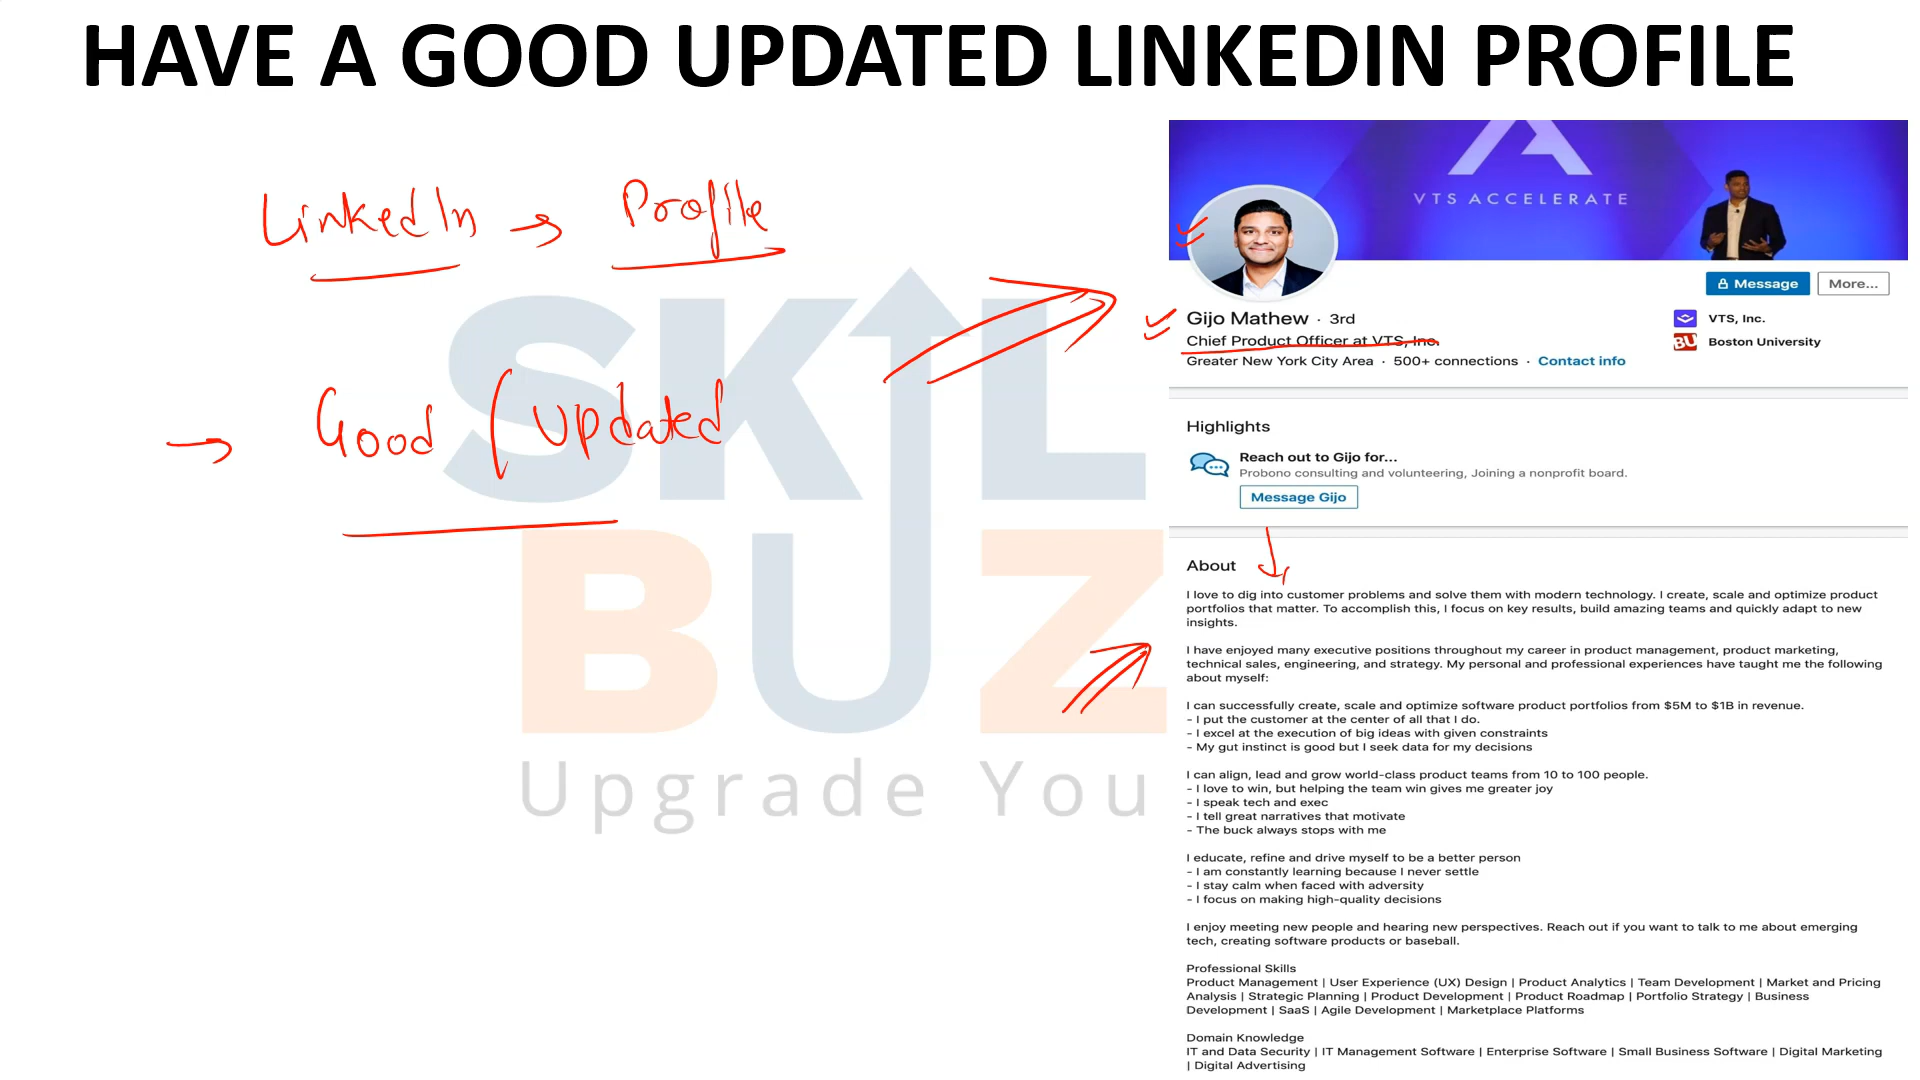 HAVE A GOOD UPDATED LINKEDIN PROFILE
LinkedIn → Profile
→ Good ( Updated
SKILL
BUZ
Upgrade You
VTS ACCELERATE
Message
More...
Gijo Mathew · 3rd
Chief Product Officer at VTS, Inc.
Greater New York City Area · 500+ connections · Contact info
VTS, Inc.
BU Boston University
Highlights
Reach out to Gijo for...
Probono consulting and volunteering, Joining a nonprofit board.
Message Gijo
About
I love to dig into customer problems and solve them with modern technology. I create, scale and optimize product
portfolios that matter. To accomplish this, I focus on key results, build amazing teams and quickly adapt to new
insights.
I have enjoyed many executive positions throughout my career in product management, product marketing,
technical sales, engineering, and strategy. My personal and professional experiences have taught me the following
about myself:
I can successfully create, scale and optimize software product portfolios from $5M to $1B in revenue.
- I put the customer at the center of all that I do.
- I excel at the execution of big ideas with given constraints
- My gut instinct is good but I seek data for my decisions
I can align, lead and grow world-class product teams from 10 to 100 people.
- I love to win, but helping the team win gives me greater joy
- I speak tech and exec
- I tell great narratives that motivate
- The buck always stops with me
I educate, refine and drive myself to be a better person
- I am constantly learning because I never settle
- I stay calm when faced with adversity
- I focus on making high-quality decisions
I enjoy meeting new people and hearing new perspectives. Reach out if you want to talk to me about emerging
tech, creating software products or baseball.
Professional Skills
Product Management | User Experience (UX) Design | Product Analytics | Team Development | Market and Pricing
Analysis | Strategic Planning | Product Development | Product Roadmap | Portfolio Strategy | Business
Development | SaaS | Agile Development | Marketplace Platforms
Domain Knowledge
IT and Data Security | IT Management Software | Enterprise Software | Small Business Software | Digital Marketing
| Digital Advertising